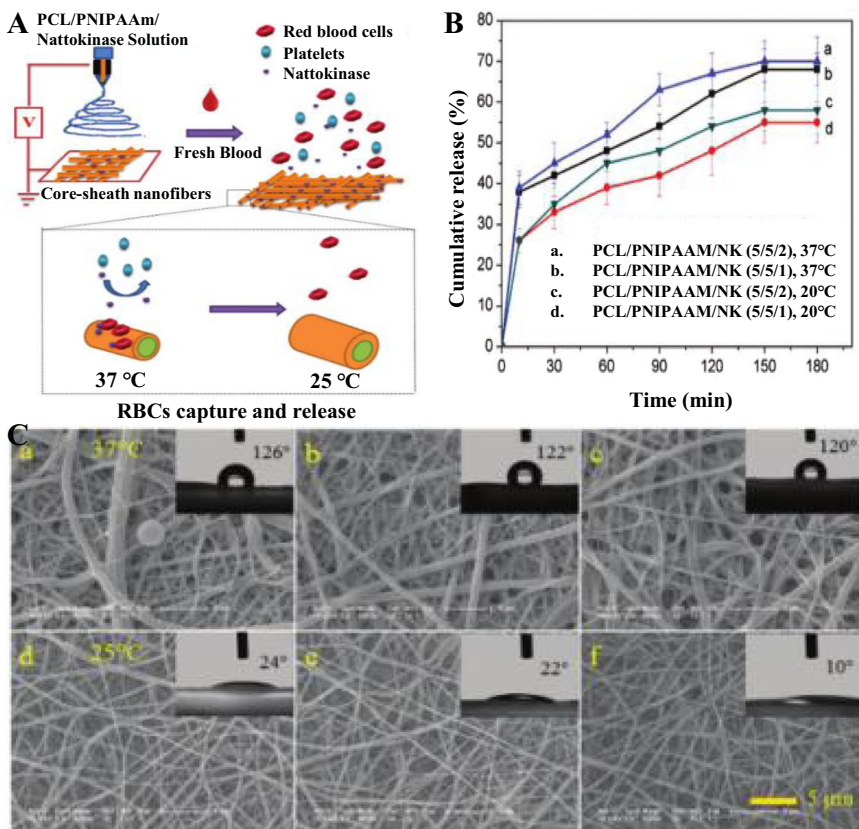 A
PCL/PNIPAAm/
Nattokinase Solution
V
Core-sheath nanofibers
Fresh Blood
Red blood cells
Platelets
Nattokinase
37 °C
25 °C
RBCs capture and release
B
Cumulative release (%)
80
70
60
50
40
30
20
10
0
0
30
60
90
120
150
180
Time (min)
a
b
c
d
a. PCL/PNIPAAM/NK (5/5/2), 37°C
b. PCL/PNIPAAM/NK (5/5/1), 37°C
c. PCL/PNIPAAM/NK (5/5/2), 20°C
d. PCL/PNIPAAM/NK (5/5/1), 20°C
C
a
37°C
126°
b
122°
c
120°
d
25°C
24°
e
22°
f
10°
5 μm